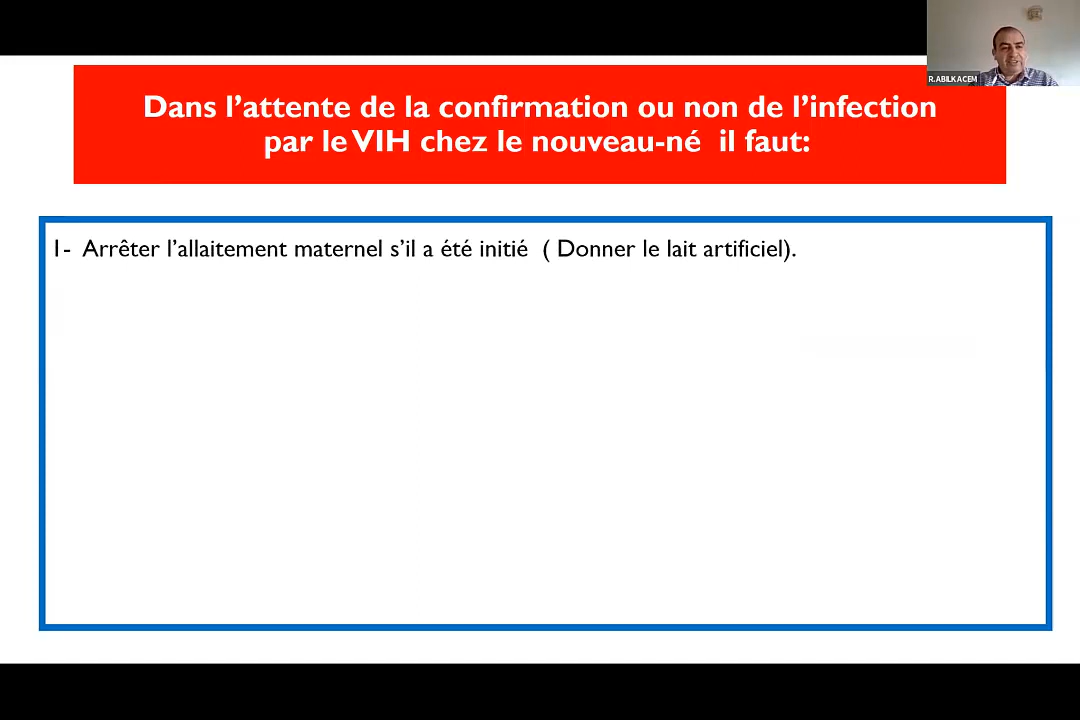 R.ABILKACEM
Dans l’attente de la confirmation ou non de l’infection
par le VIH chez le nouveau-né il faut:
1- Arrêter l’allaitement maternel s’il a été initié ( Donner le lait artificiel).